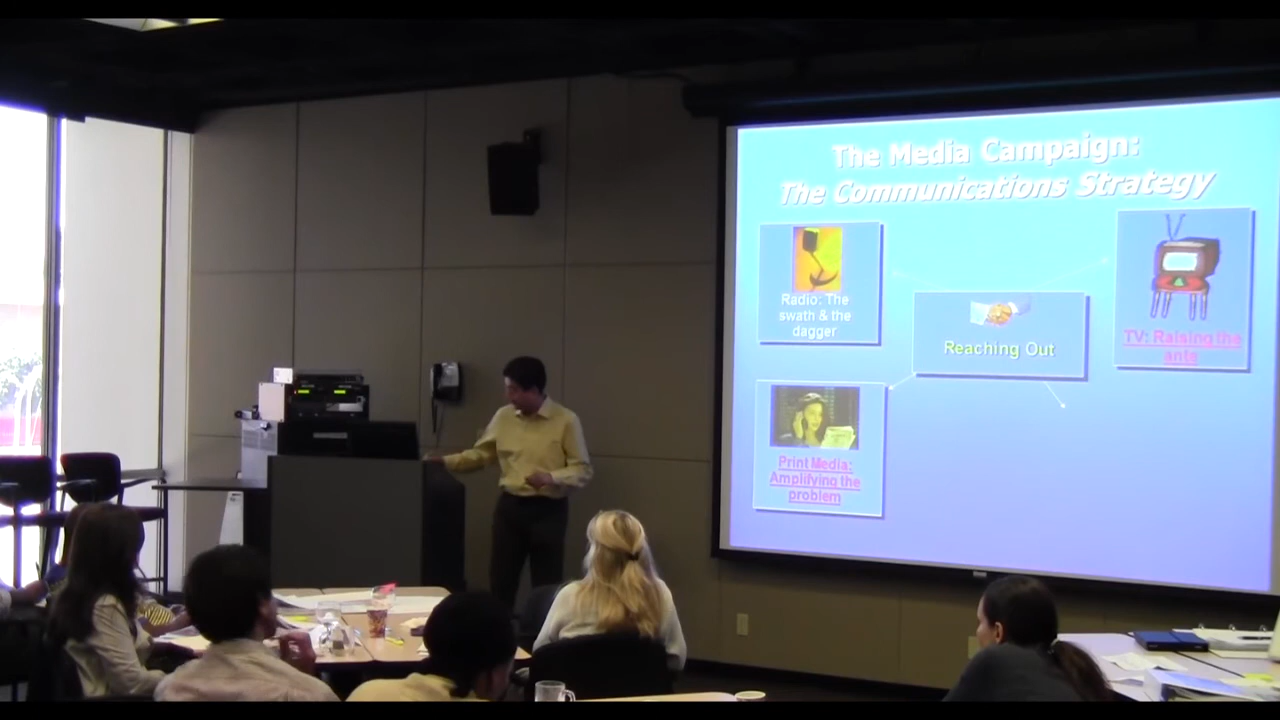 The Media Campaign:
The Communications Strategy
Radio: The
swath & the
dagger
Reaching Out
TV: Raising the
ante
Print Media:
Amplifying the
problem